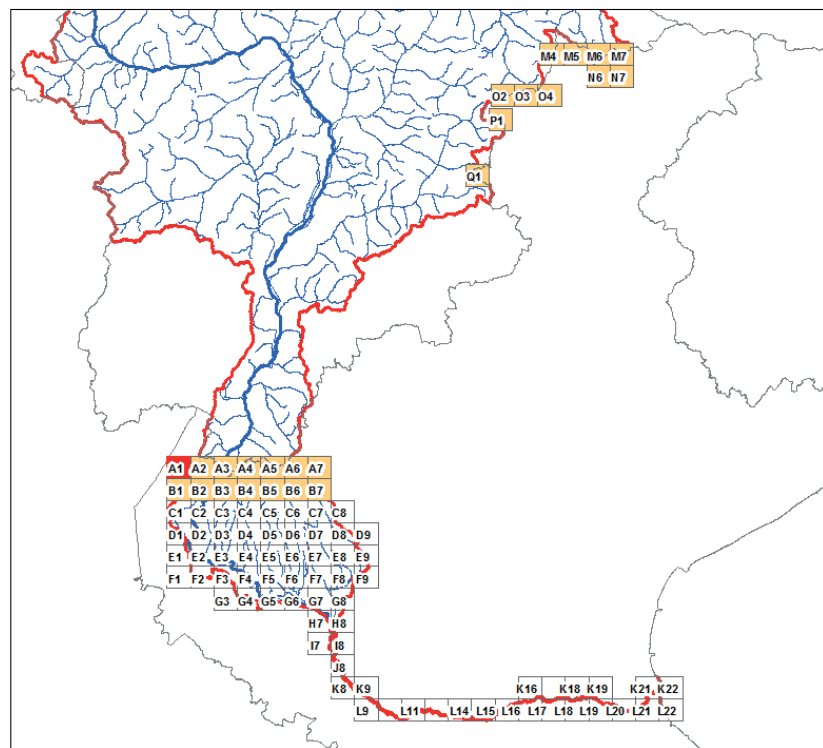 M4 M5 M6 M7
N6 N7
O2 O3 O4
P1
Q1
A1 A2 A3 A4 A5 A6 A7
B1 B2 B3 B4 B5 B6 B7
C1 C2 C3 C4 C5 C6 C7 C8
D1 D2 D3 D4 D5 D6 D7 D8 D9
E1 E2 E3 E4 E5 E6 E7 E8 E9
F1 F2 F3 F4 F5 F6 F7 F8 F9
G3 G4 G5 G6 G7 G8
H7 H8
I7 I8
J8
K8 K9 K16 K18 K19 K21 K22
L9 L11 L14 L15 L16 L17 L18 L19 L20 L21 L22